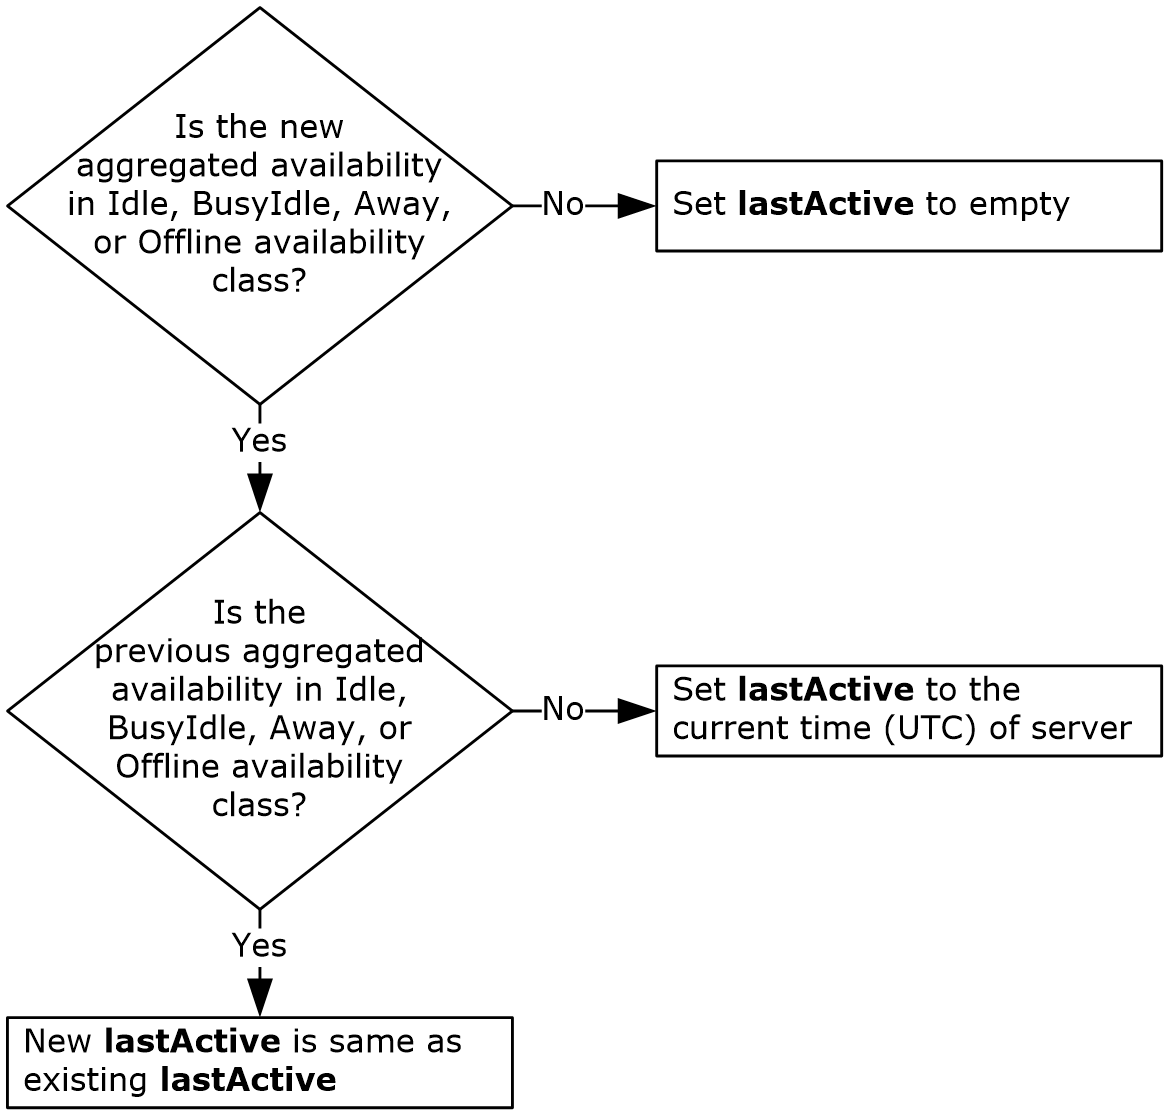 Is the new
aggregated availability
in Idle, BusyIdle, Away,
or Offline availability
class?
No
Set lastActive to empty
Yes
Is the
previous aggregated
availability in Idle,
BusyIdle, Away, or
Offline availability
class?
No
Set lastActive to the
current time (UTC) of server
Yes
New lastActive is same as
existing lastActive